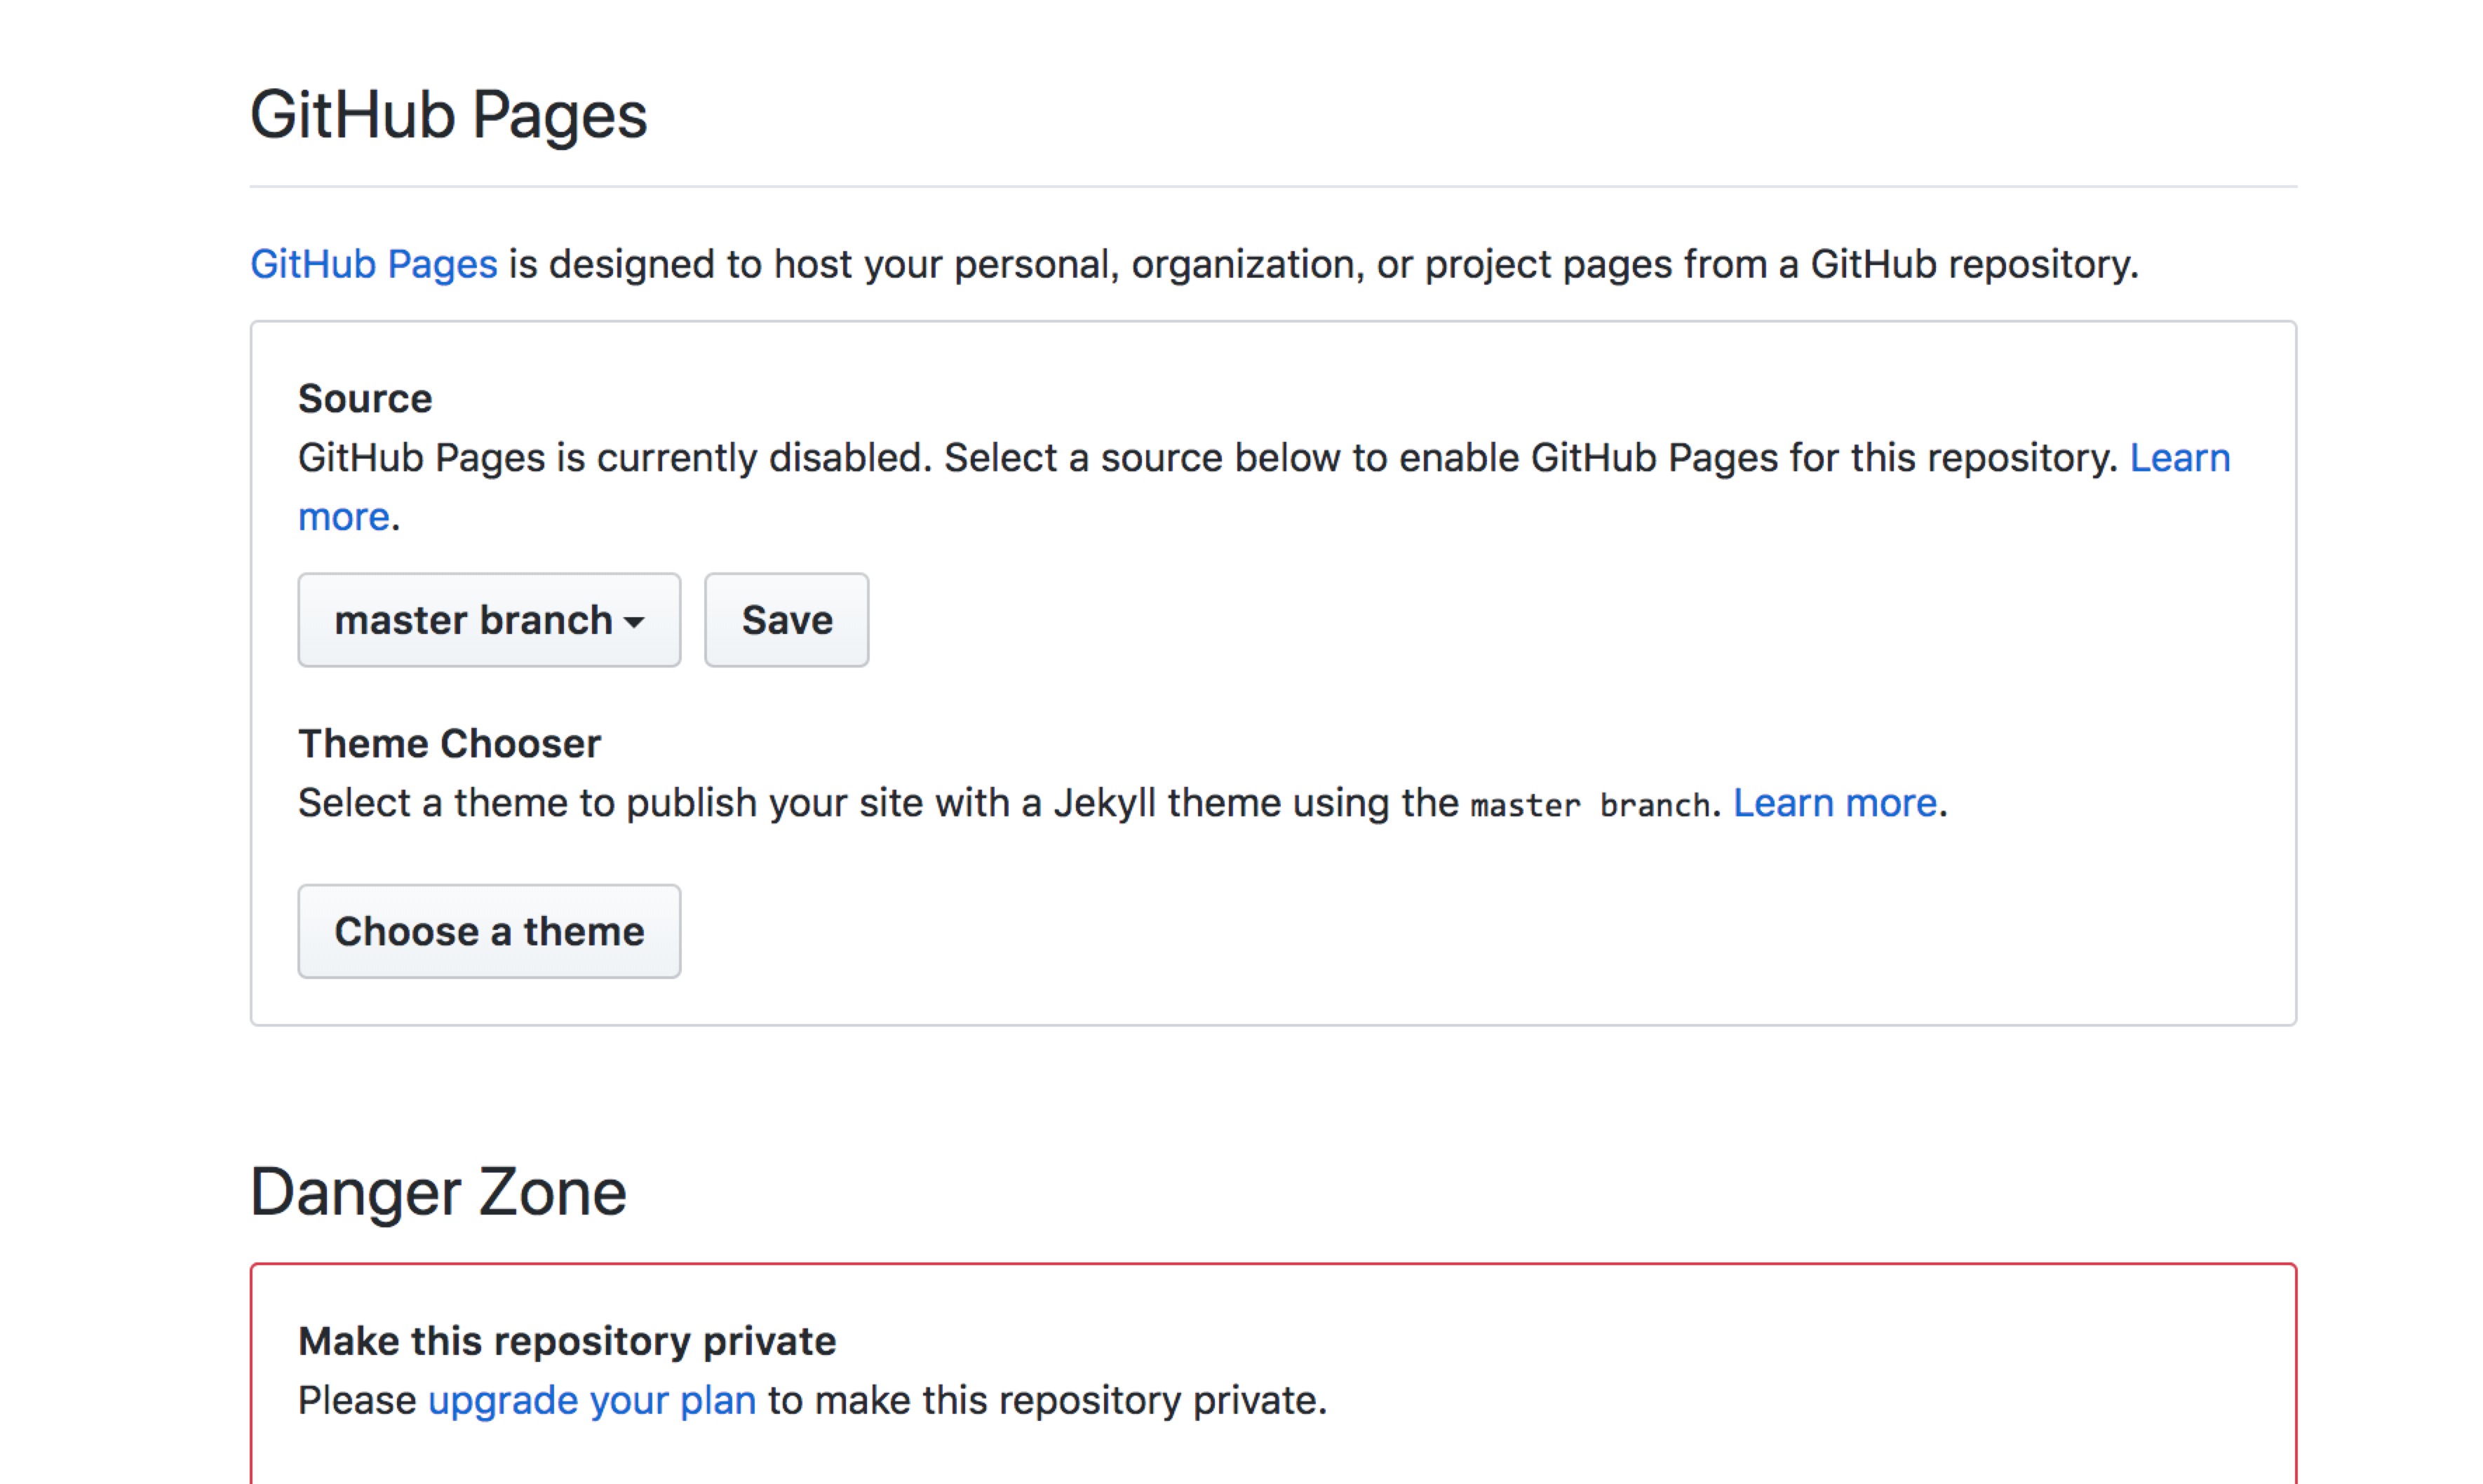 GitHub Pages
GitHub Pages is designed to host your personal, organization, or project pages from a GitHub repository.
Source
GitHub Pages is currently disabled. Select a source below to enable GitHub Pages for this repository. Learn
more.
master branch Save
Theme Chooser
Select a theme to publish your site with a Jekyll theme using the master branch. Learn more.
Choose a theme
Danger Zone
Make this repository private
Please upgrade your plan to make this repository private.